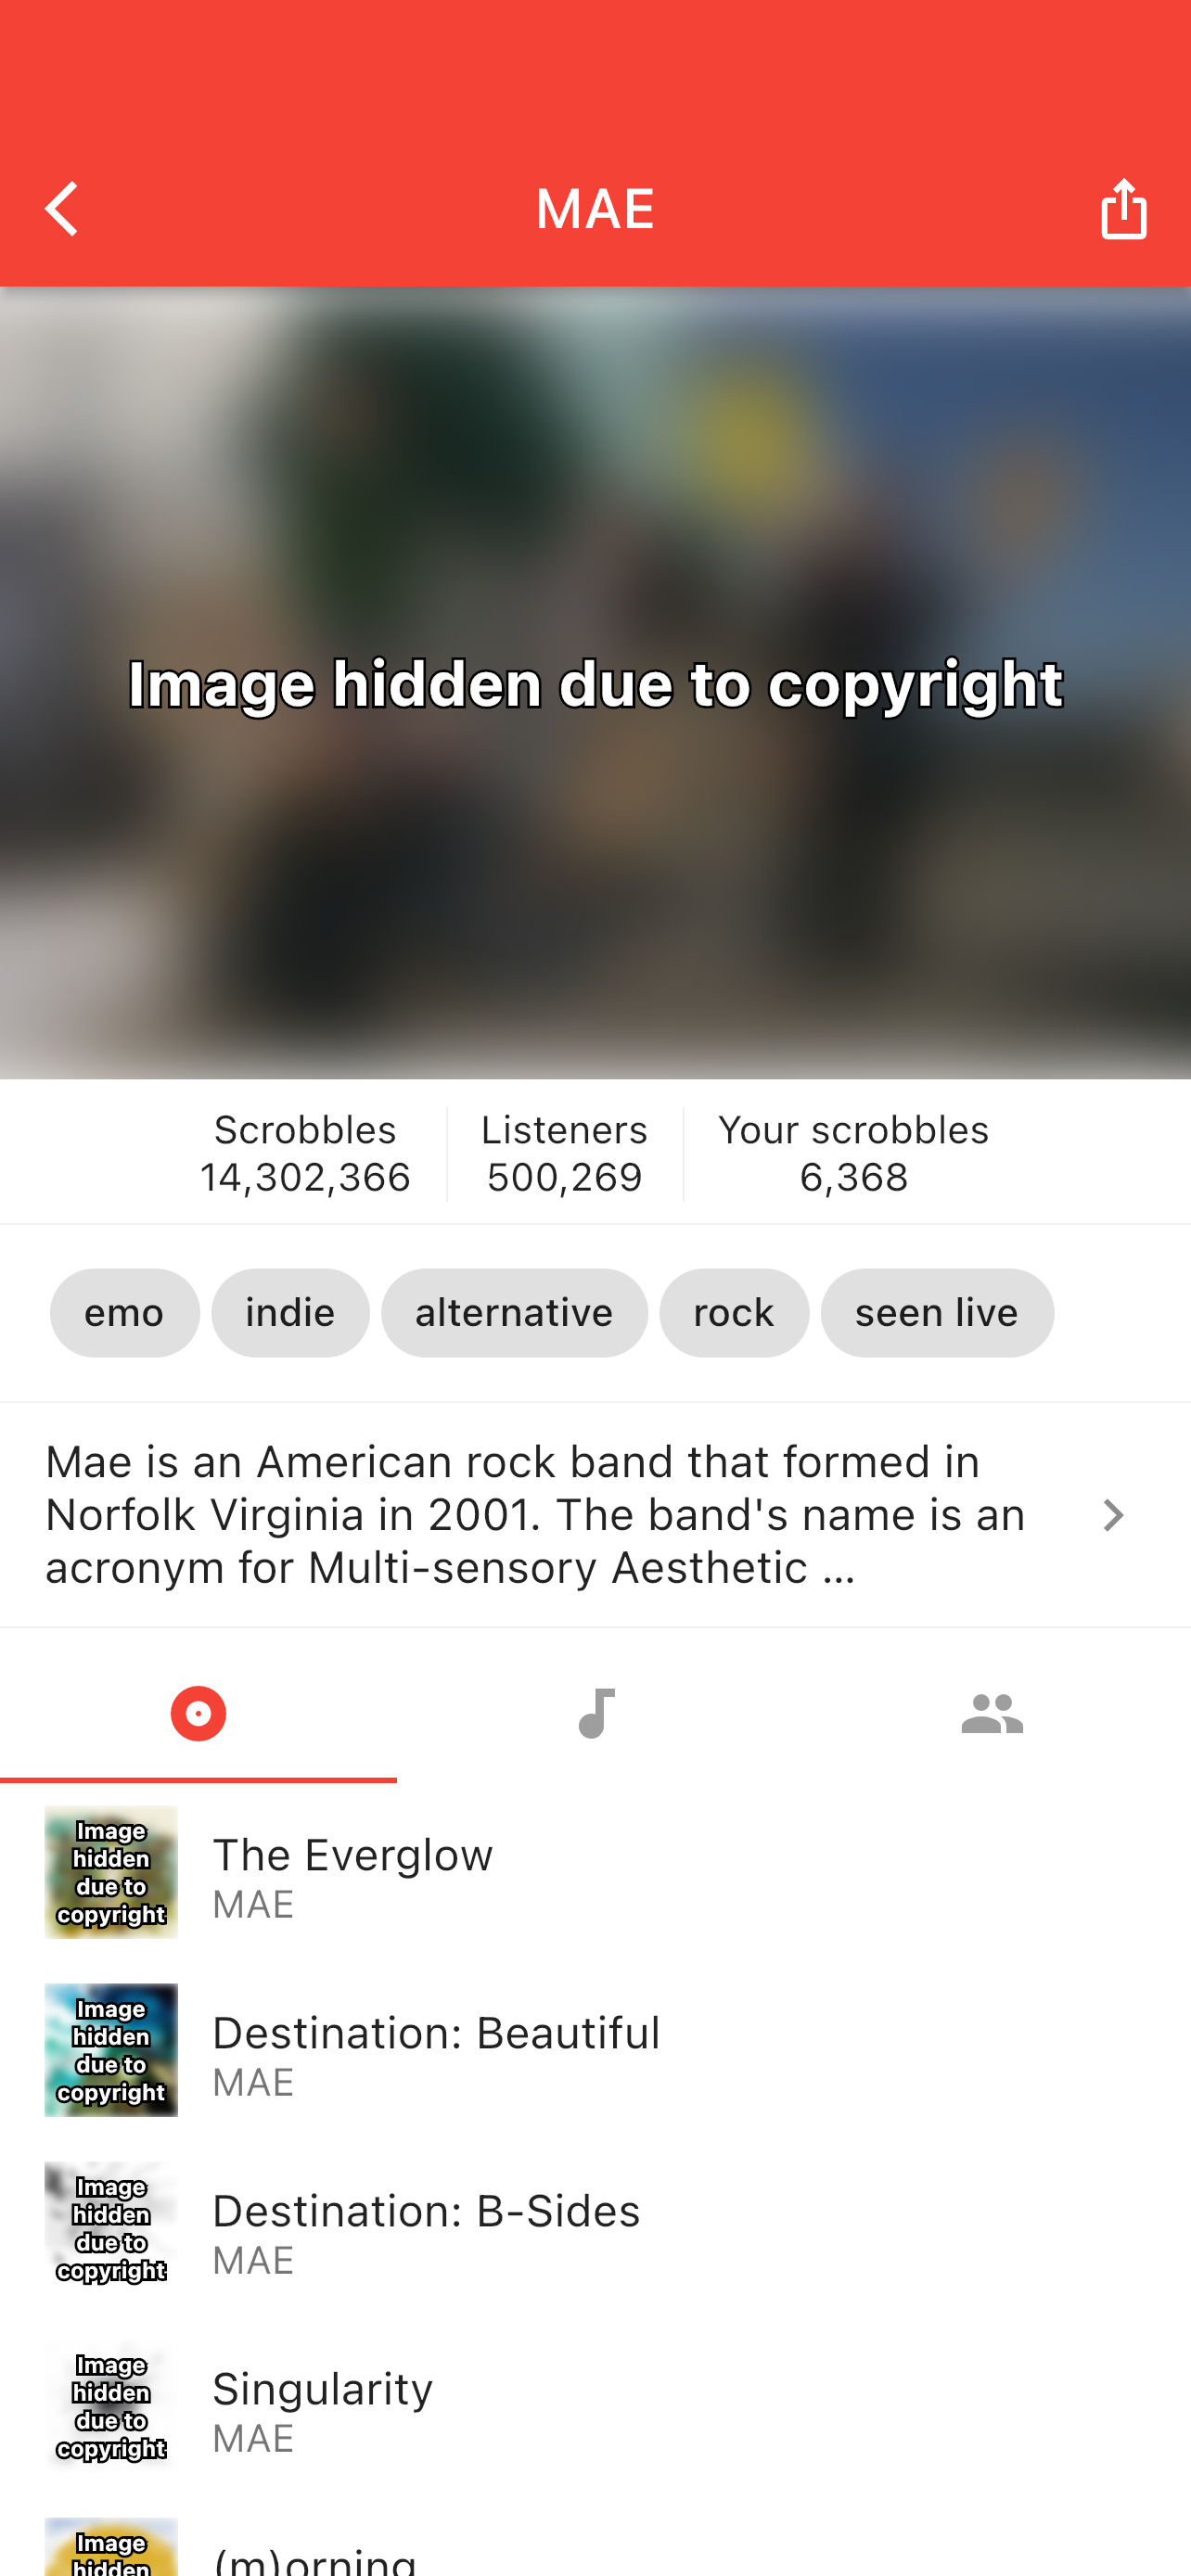 MAE
Image hidden due to copyright
Scrobbles
14,302,366
Listeners
500,269
Your scrobbles
6,368
emo
indie
alternative
rock
seen live
Mae is an American rock band that formed in
Norfolk Virginia in 2001. The band's name is an
acronym for Multi-sensory Aesthetic ...
Image
hidden
due to
copyright
The Everglow
MAE
Image
hidden
due to
copyright
Destination: Beautiful
MAE
Image
hidden
due to
copyright
Destination: B-Sides
MAE
Image
hidden
due to
copyright
Singularity
MAE
Image
hidden
(m)orning